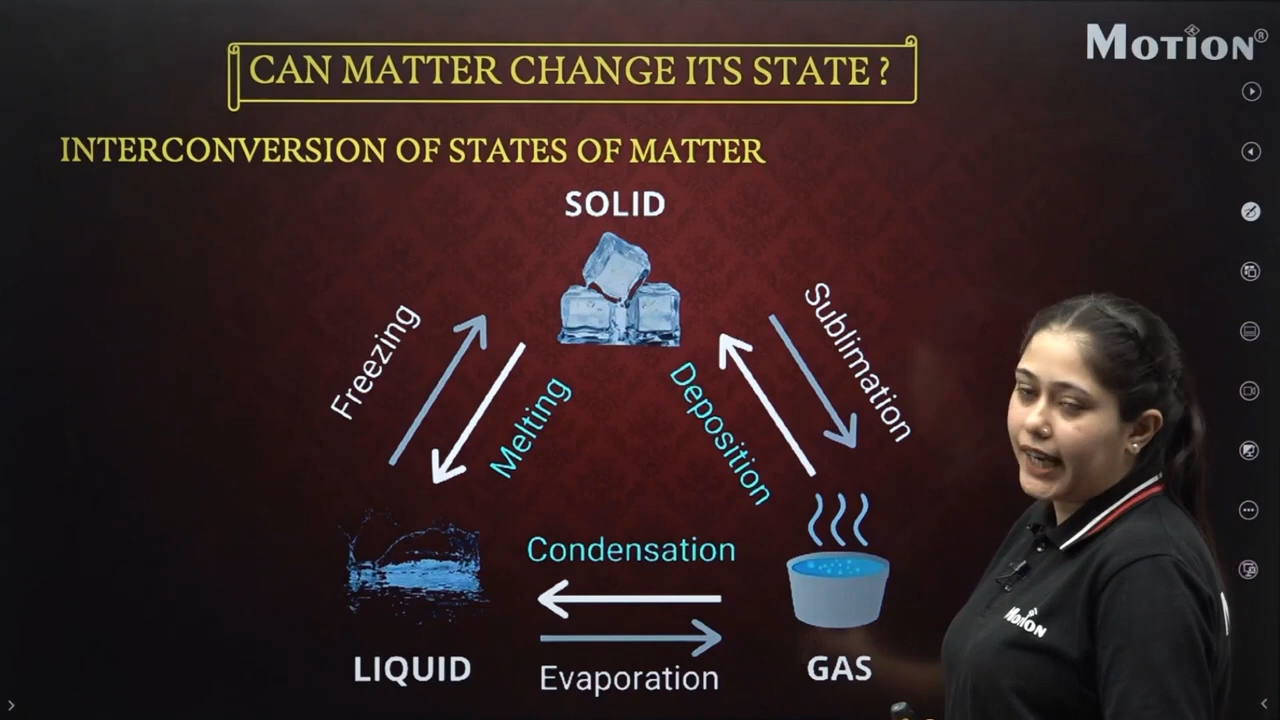 MOTION®
CAN MATTER CHANGE ITS STATE ?
INTERCONVERSION OF STATES OF MATTER
SOLID
Freezing
Melting
Deposition
Sublimation
Condensation
LIQUID
Evaporation
GAS
MOTION